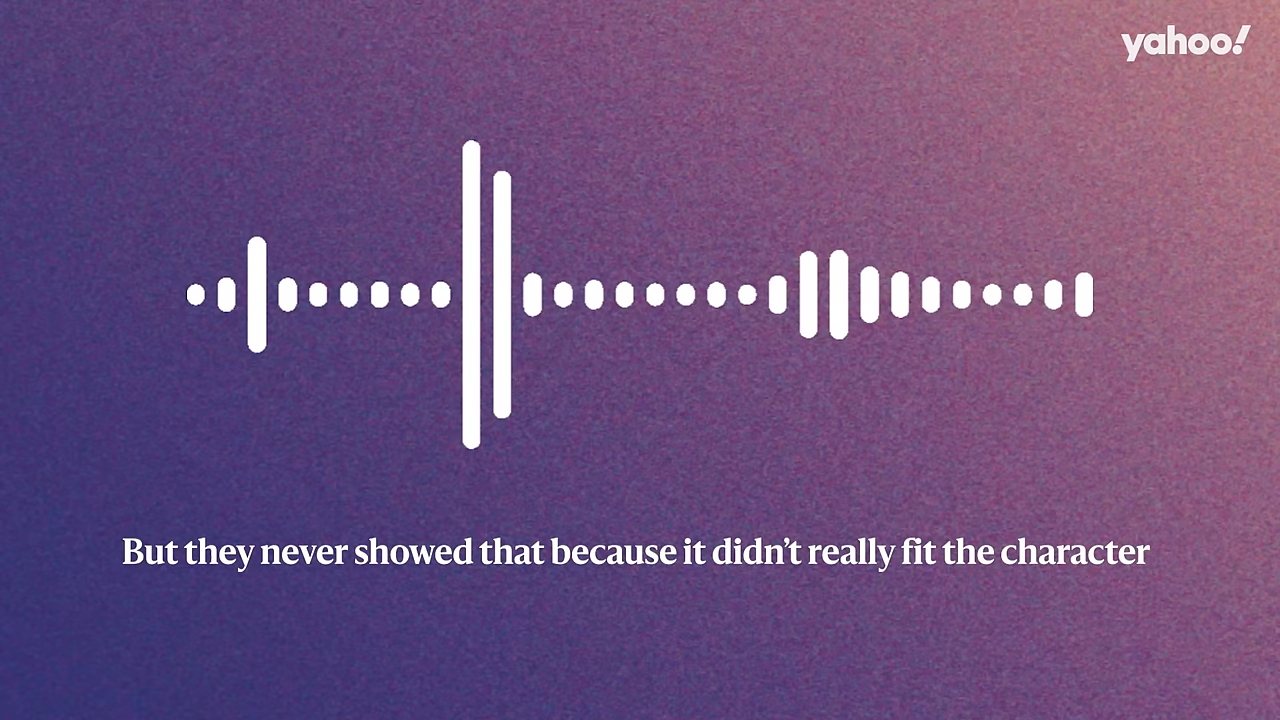 yahoo!
But they never showed that because it didn’t really fit the character